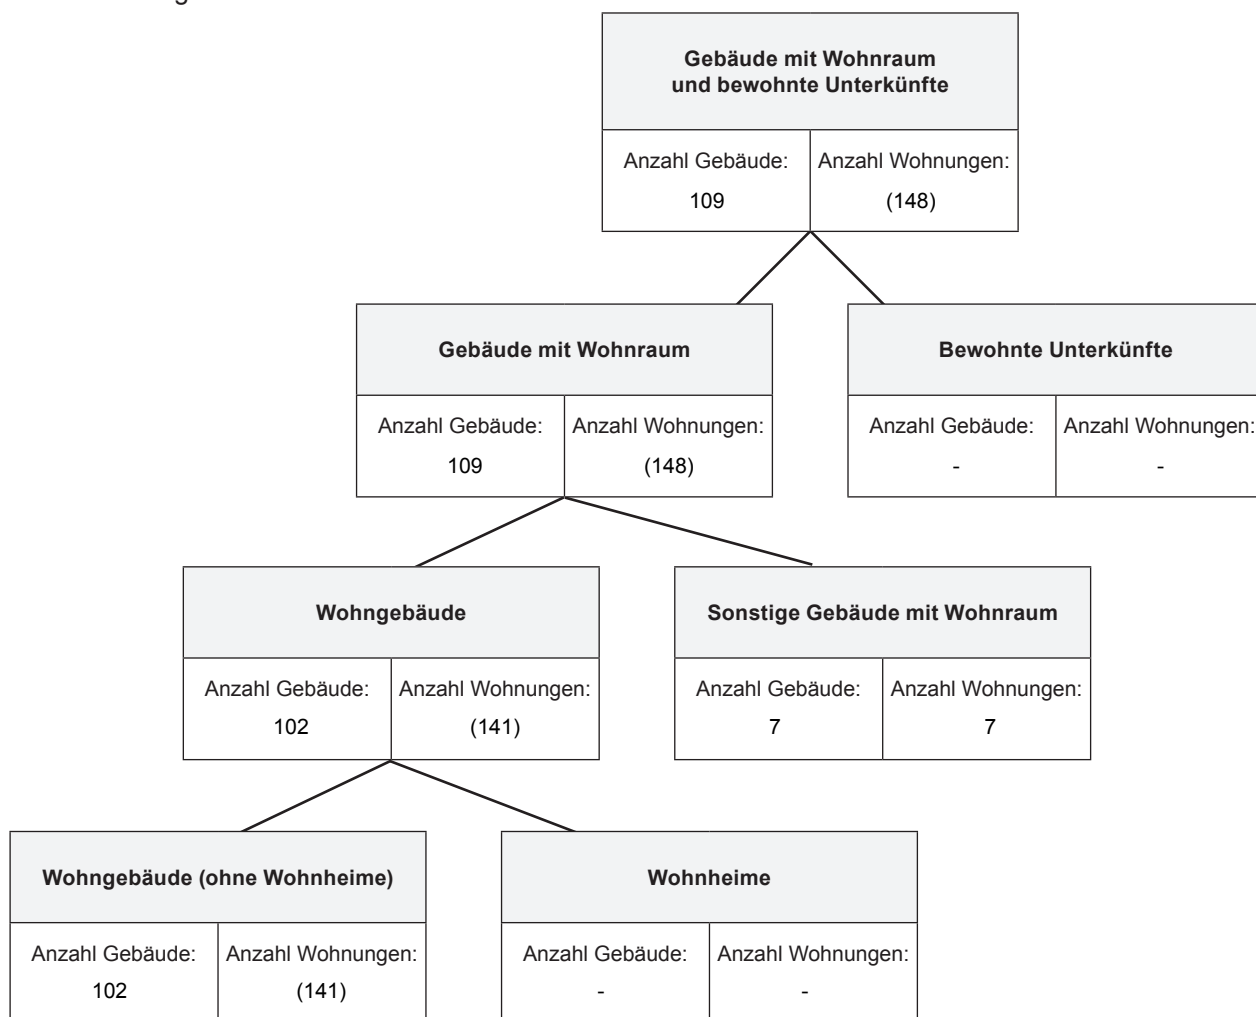 Gebäude mit Wohnraum
und bewohnte Unterkünfte
Anzahl Gebäude: Anzahl Wohnungen:
109 (148)
Gebäude mit Wohnraum
Bewohnte Unterkünfte
Anzahl Gebäude: Anzahl Wohnungen:
109 (148)
Anzahl Gebäude: Anzahl Wohnungen:
- -
Wohngebäude
Sonstige Gebäude mit Wohnraum
Anzahl Gebäude: Anzahl Wohnungen:
102 (141)
Anzahl Gebäude: Anzahl Wohnungen:
7 7
Wohngebäude (ohne Wohnheime)
Wohnheime
Anzahl Gebäude: Anzahl Wohnungen:
102 (141)
Anzahl Gebäude: Anzahl Wohnungen:
- -